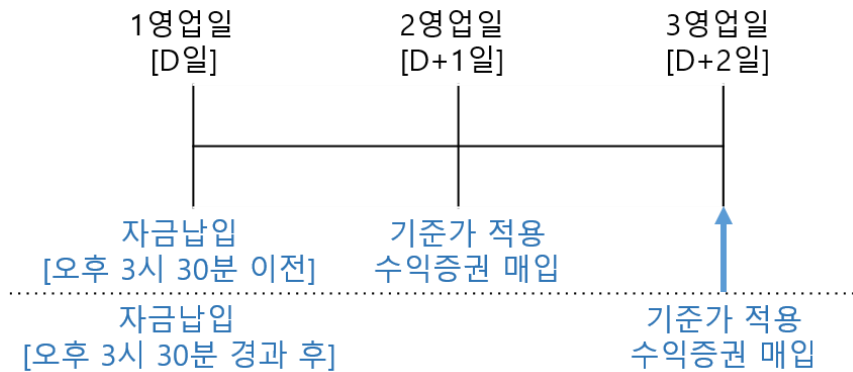 1영업일 2영업일 3영업일
[D일] [D+1일] [D+2일]
자금납입 기준가 적용
[오후 3시 30분 이전] 수익증권 매입
자금납입 기준가 적용
[오후 3시 30분 경과 후] 수익증권 매입